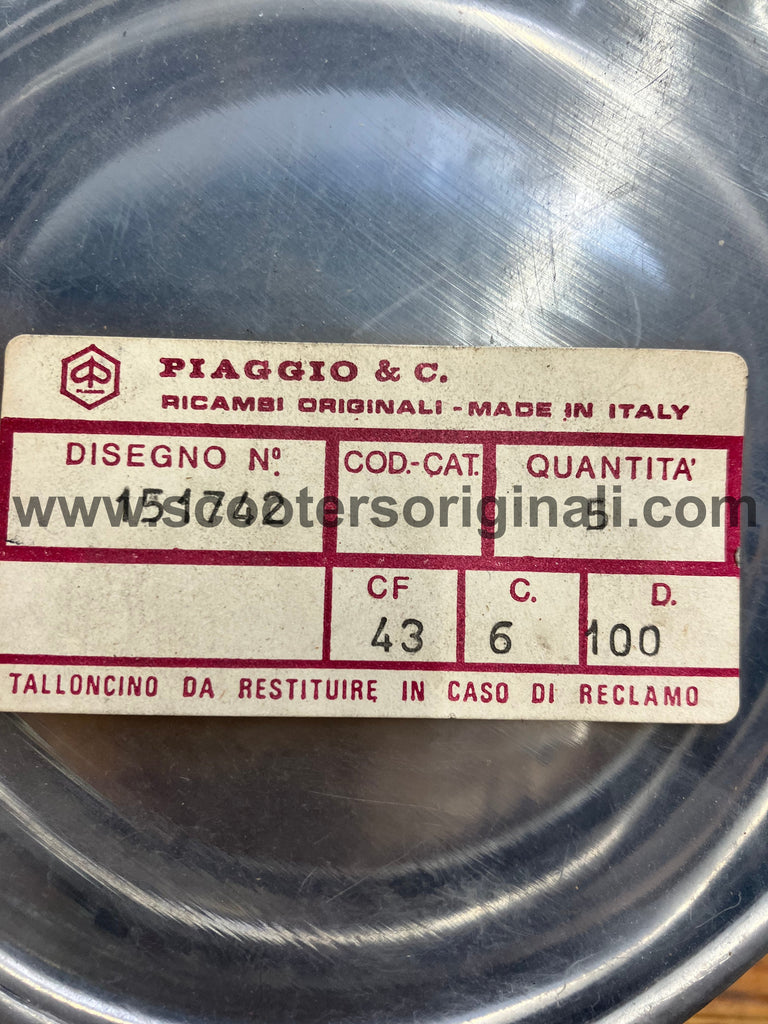 PIAGGIO & C.
RICAMBI ORIGINALI - MADE IN ITALY
DISEGNO Nº. COD.-CAT. QUANTITA'
151742 5
www.scootersoriginali.com
CF C. D.
43 6 100
TALLONCINO DA RESTITUIRE IN CASO DI RECLAMO